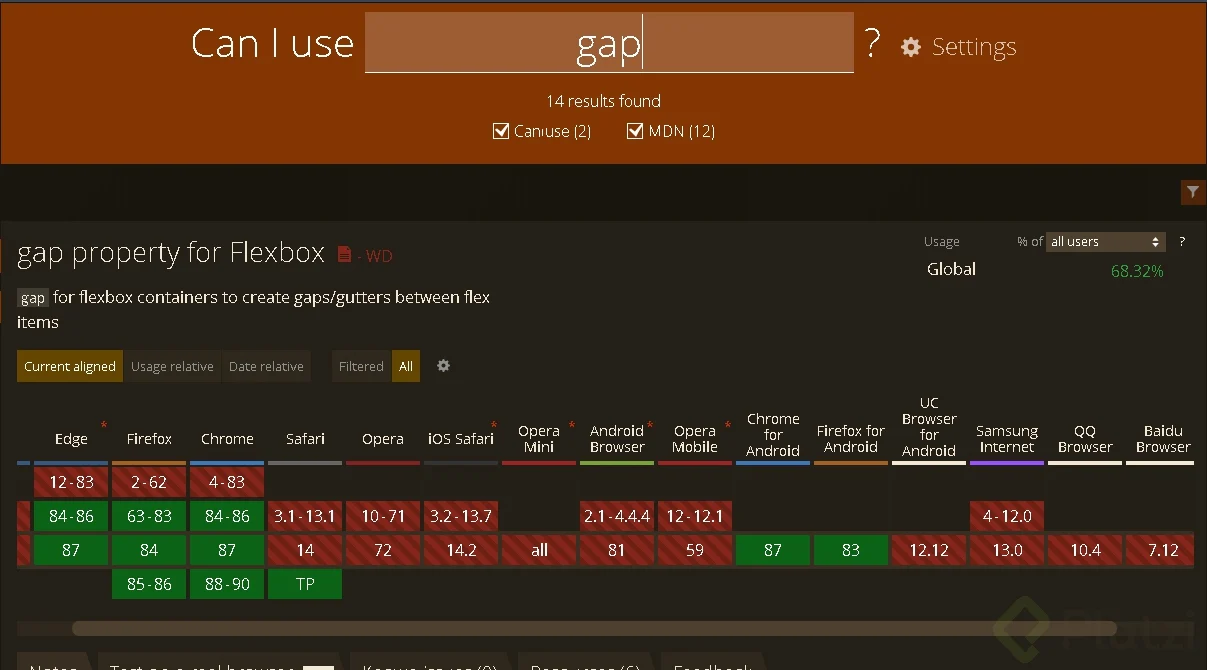 Can I use gap ? Settings
14 results found
Caniuse (2) MDN (12)
gap property for Flexbox - WD
Usage % of all users ?
Global 68.32%
gap for flexbox containers to create gaps/gutters between flex
items
Current aligned Usage relative Date relative Filtered All
Edge * Firefox Chrome Safari Opera iOS Safari * Opera Mini * Android Browser * Opera Mobile * Chrome for Android Firefox for Android UC Browser for Android Samsung Internet QQ Browser Baidu Browser
12-83 2-62 4-83
84-86 63-83 84-86 3.1-13.1 10-71 3.2-13.7 2.1-4.4.4 12-12.1 4-12.0
87 84 87 14 72 14.2 all 81 59 87 83 12.12 13.0 10.4 7.12
85-86 88-90 TP
Platzi
Notes Test on a real browser Known issues (0) Resources (6) Feedback